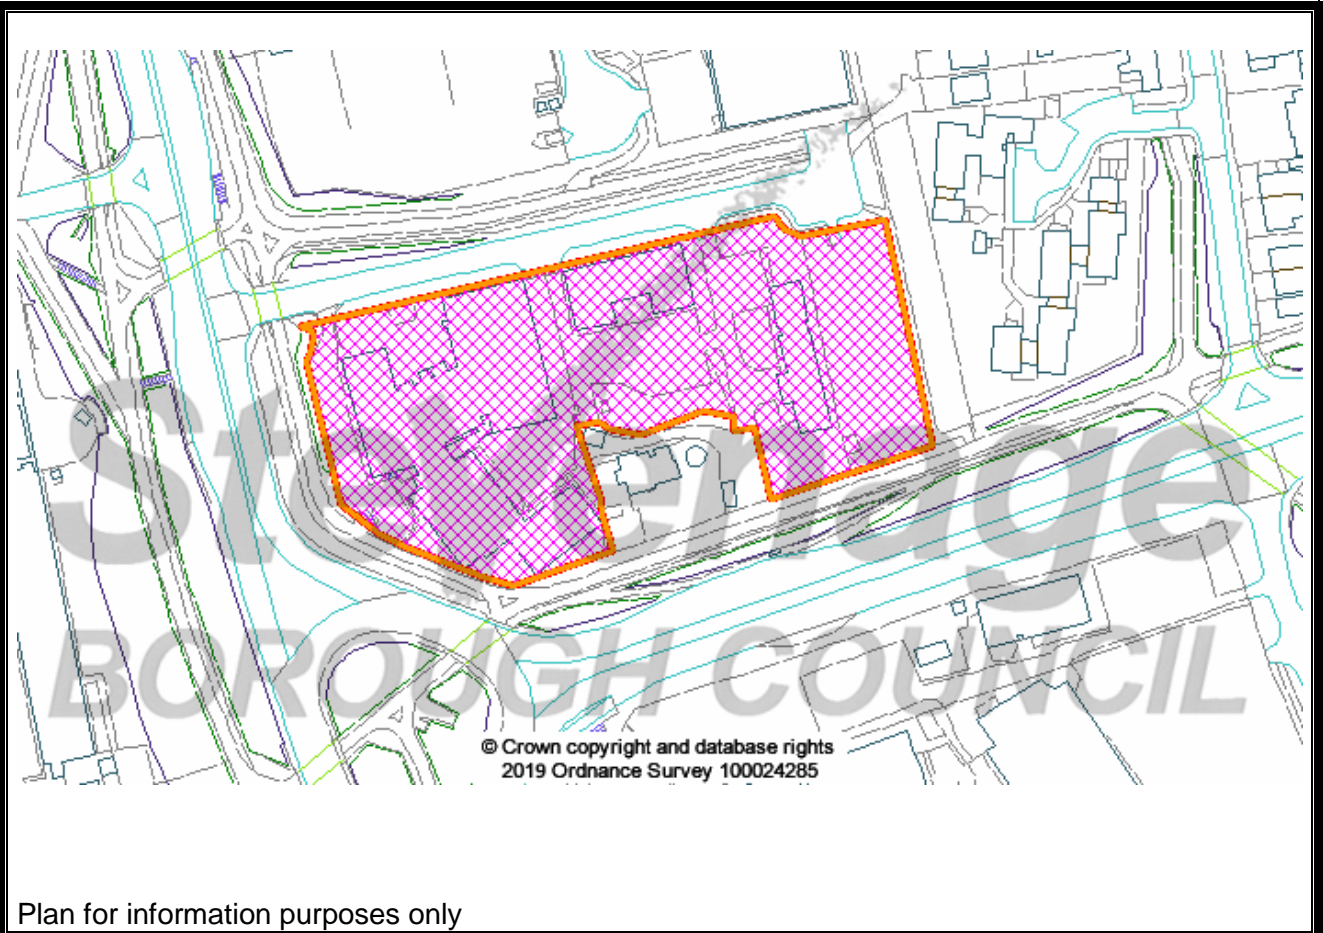 Stevenage
BOROUGH COUNCIL
© Crown copyright and database rights
2019 Ordnance Survey 100024285
Plan for information purposes only